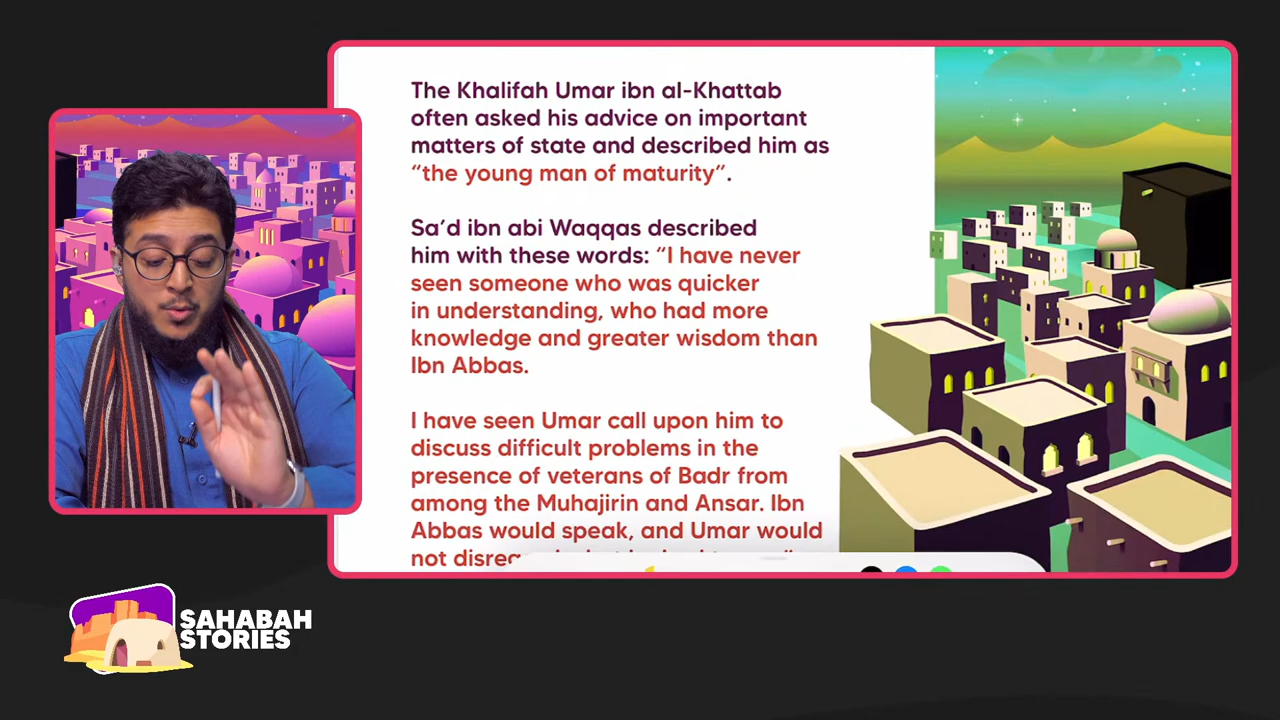 The Khalifah Umar ibn al-Khattab
often asked his advice on important
matters of state and described him as
“the young man of maturity”.
Sa’d ibn abi Waqqas described
him with these words: “I have never
seen someone who was quicker
in understanding, who had more
knowledge and greater wisdom than
Ibn Abbas.
I have seen Umar call upon him to
discuss difficult problems in the
presence of veterans of Badr from
among the Muhajirin and Ansar. Ibn
Abbas would speak, and Umar would
not
SAHABAH
STORIES